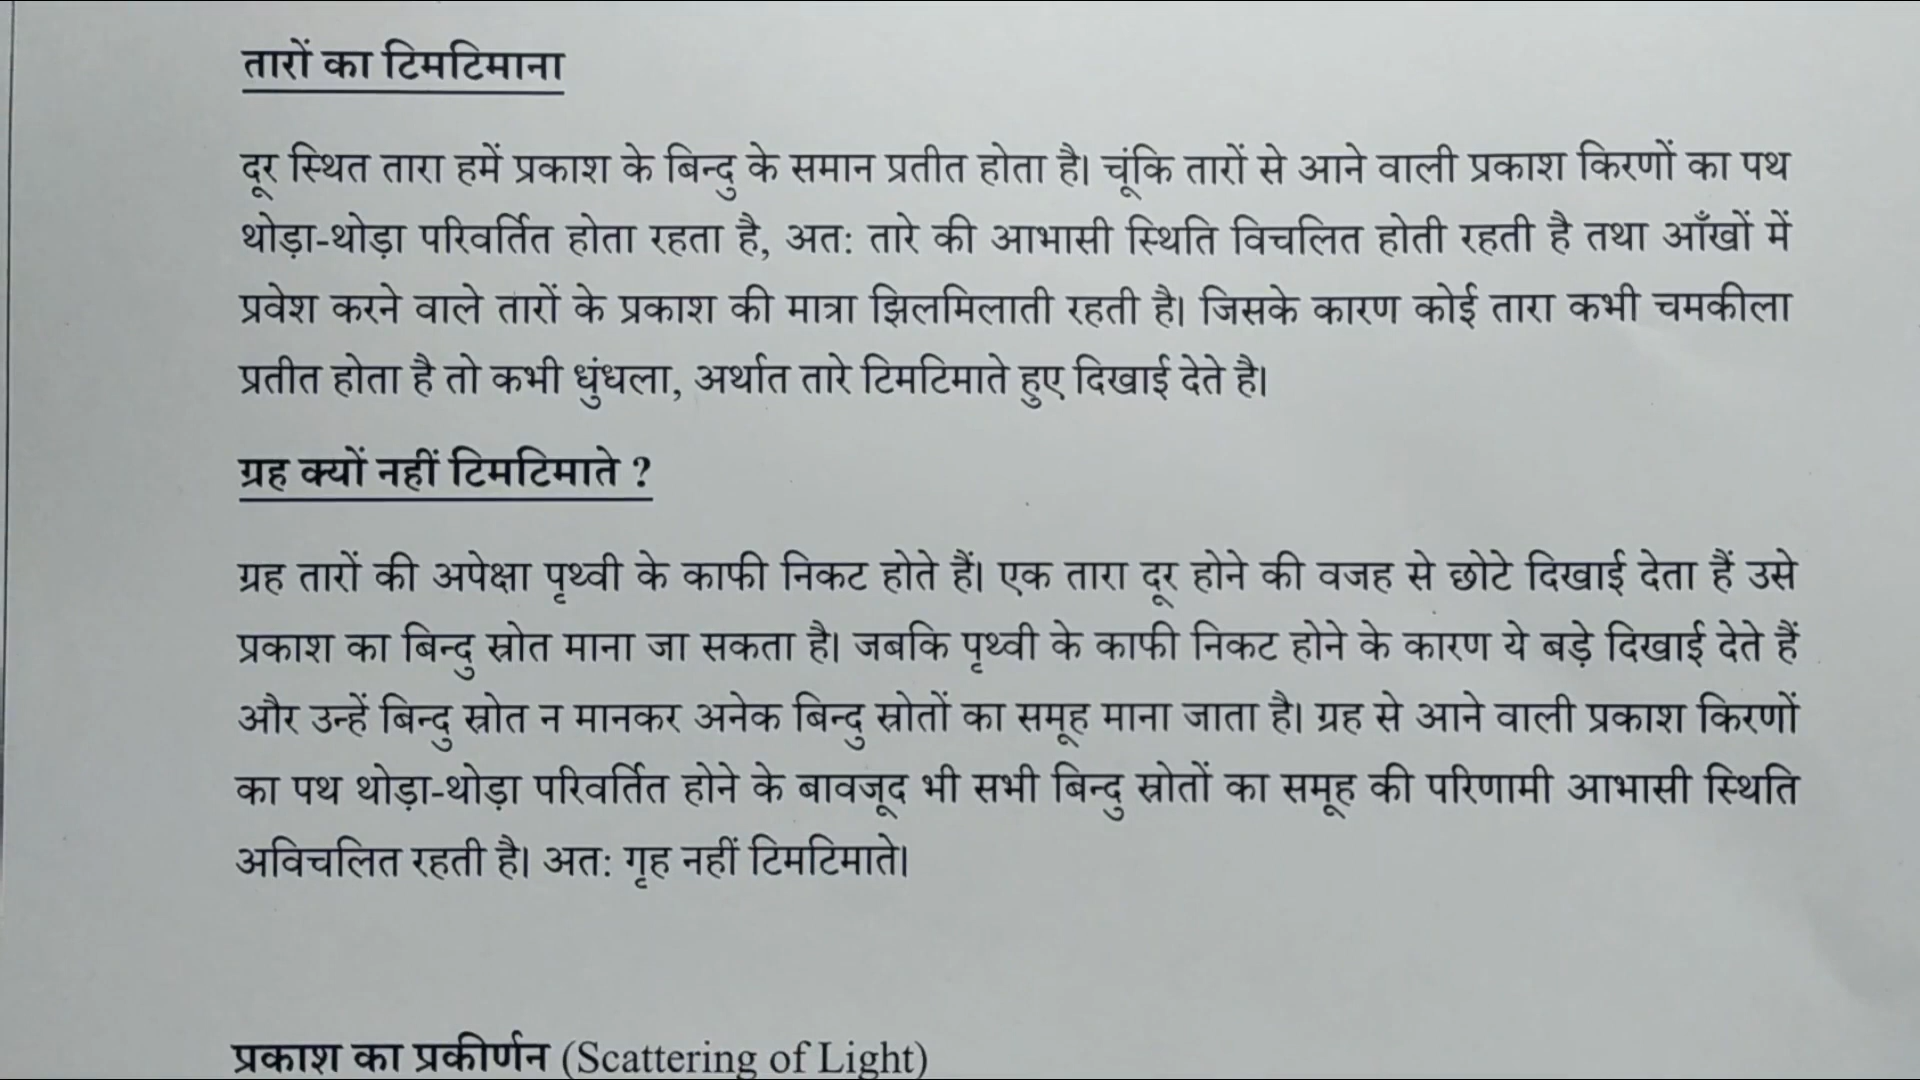 तारों का टिमटिमाना
दूर स्थित तारा हमें प्रकाश के बिन्दु के समान प्रतीत होता है। चूंकि तारों से आने वाली प्रकाश किरणों का पथ
थोड़ा-थोड़ा परिवर्तित होता रहता है, अत: तारे की आभासी स्थिति विचलित होती रहती है तथा आँखों में
प्रवेश करने वाले तारों के प्रकाश की मात्रा झिलमिलाती रहती है। जिसके कारण कोई तारा कभी चमकीला
प्रतीत होता है तो कभी धुंधला, अर्थात तारे टिमटिमाते हुए दिखाई देते है।
ग्रह क्यों नहीं टिमटिमाते ?
ग्रह तारों की अपेक्षा पृथ्वी के काफी निकट होते हैं। एक तारा दूर होने की वजह से छोटे दिखाई देता हैं उसे
प्रकाश का बिन्दु स्रोत माना जा सकता है। जबकि पृथ्वी के काफी निकट होने के कारण ये बड़े दिखाई देते हैं
और उन्हें बिन्दु स्रोत न मानकर अनेक बिन्दु स्रोतों का समूह माना जाता है। ग्रह से आने वाली प्रकाश किरणों
का पथ थोड़ा-थोड़ा परिवर्तित होने के बावजूद भी सभी बिन्दु स्रोतों का समूह की परिणामी आभासी स्थिति
अविचलित रहती है। अत: गृह नहीं टिमटिमाते।
प्रकाश का प्रकीर्णन (Scattering of Light)